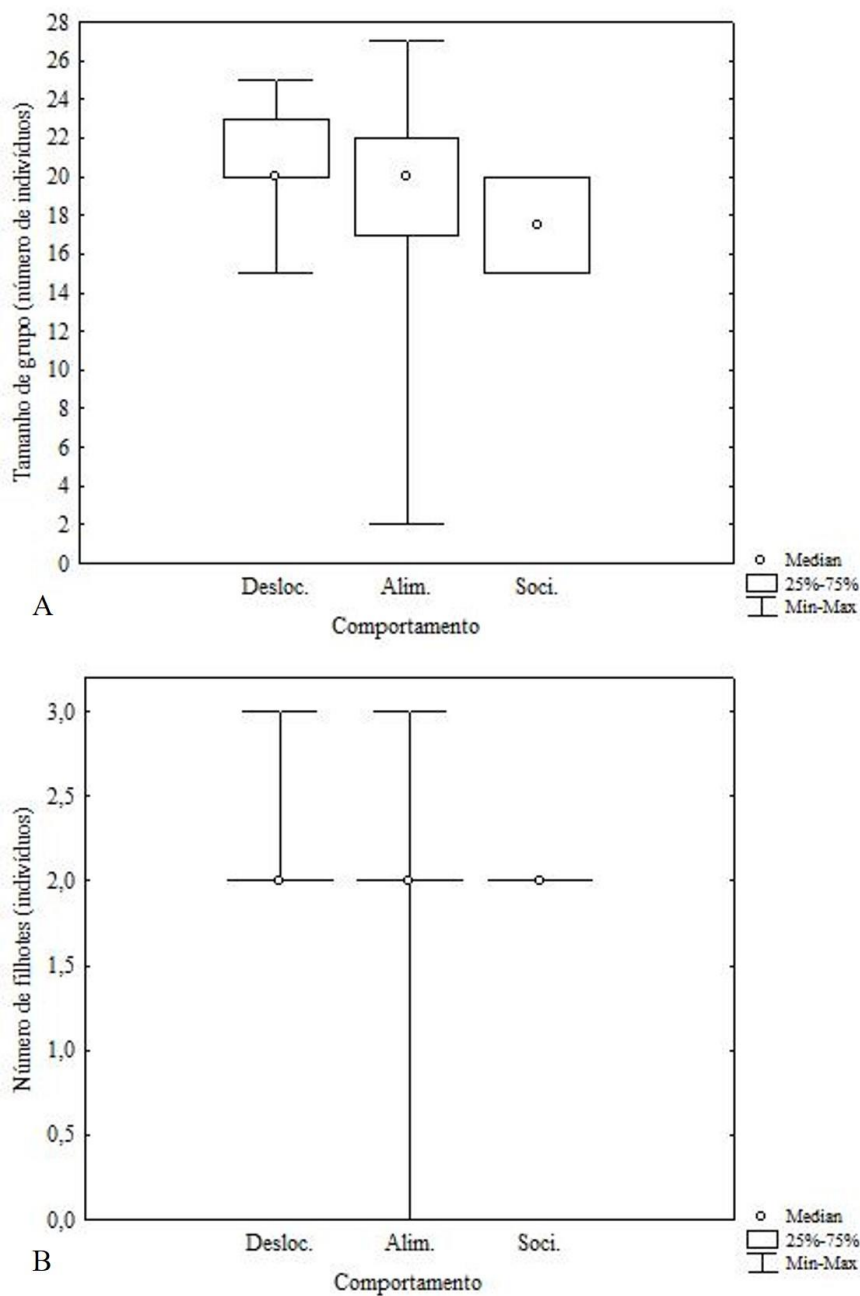 Tamanho de grupo (número de indivíduos)
28
26
24
22
20
18
16
14
12
10
8
6
4
2
0
Desloc. Alim. Soci.
Comportamento
Median
25%-75%
Min-Max
A
Número de filhotes (indivíduos)
3,0
2,5
2,0
1,5
1,0
0,5
0,0
Desloc. Alim. Soci.
Comportamento
Median
25%-75%
Min-Max
B